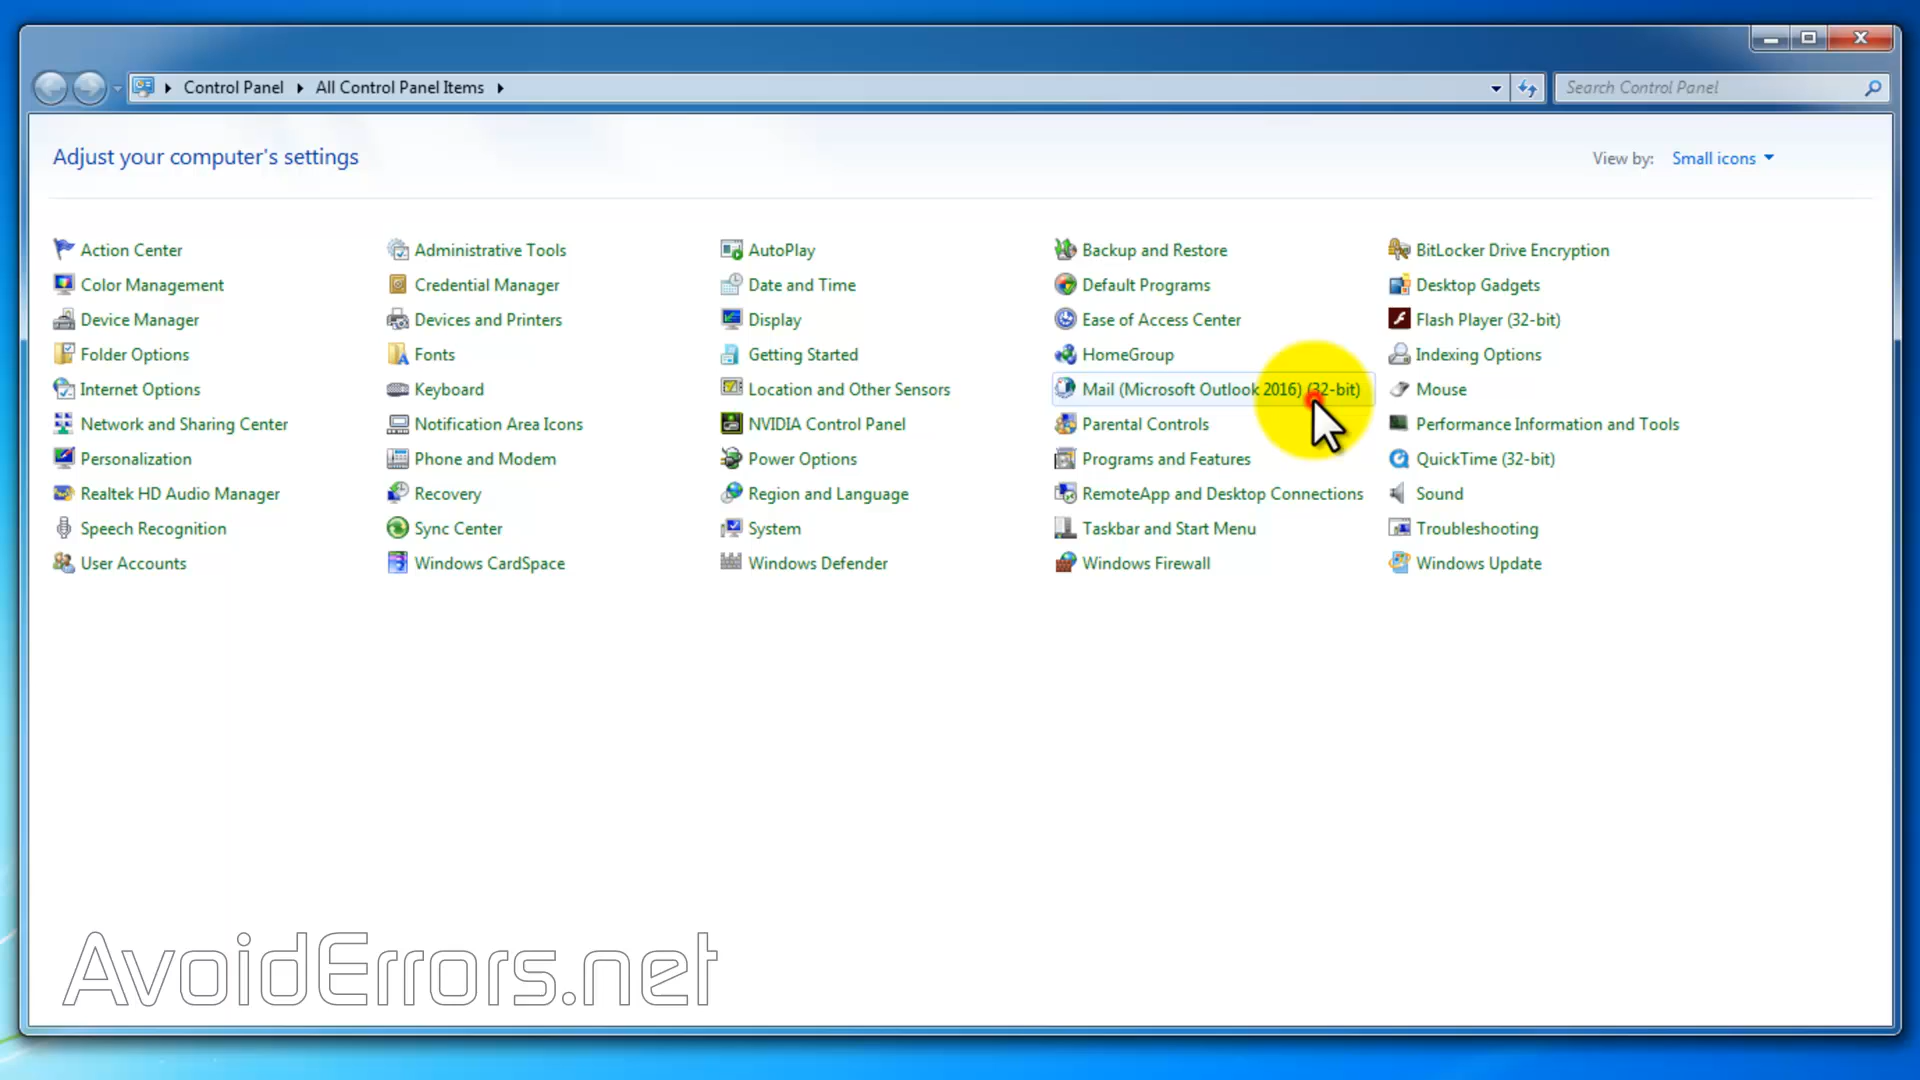 Control Panel All Control Panel Items
Search Control Panel
Adjust your computer's settings
View by: Small icons
Action Center
Administrative Tools
AutoPlay
Backup and Restore
BitLocker Drive Encryption
Color Management
Credential Manager
Date and Time
Default Programs
Desktop Gadgets
Device Manager
Devices and Printers
Display
Ease of Access Center
Flash Player (32-bit)
Folder Options
Fonts
Getting Started
HomeGroup
Indexing Options
Internet Options
Keyboard
Location and Other Sensors
Mail (Microsoft Outlook 2016) (32-bit)
Mouse
Network and Sharing Center
Notification Area Icons
NVIDIA Control Panel
Parental Controls
Performance Information and Tools
Personalization
Phone and Modem
Power Options
Programs and Features
QuickTime (32-bit)
Realtek HD Audio Manager
Recovery
Region and Language
RemoteApp and Desktop Connections
Sound
Speech Recognition
Sync Center
System
Taskbar and Start Menu
Troubleshooting
User Accounts
Windows CardSpace
Windows Defender
Windows Firewall
Windows Update
AvoidErrors.net